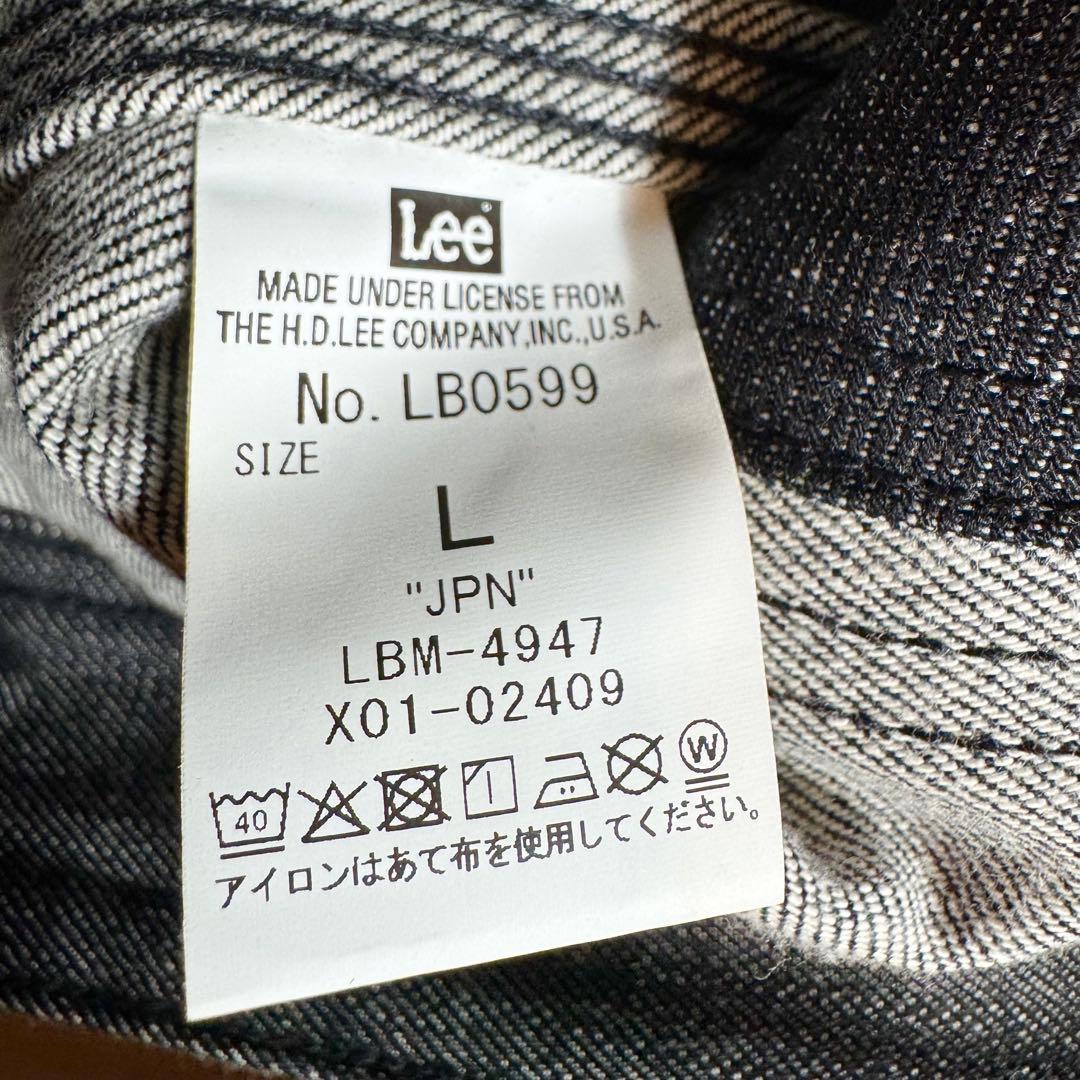 Lee®
MADE UNDER LICENSE FROM
THE H.D.LEE COMPANY,INC.,U.S.A.
No. LB0599
SIZE
L
"JPN"
LBM-4947
X01-02409
40 W
アイロンはあて布を使用してください。